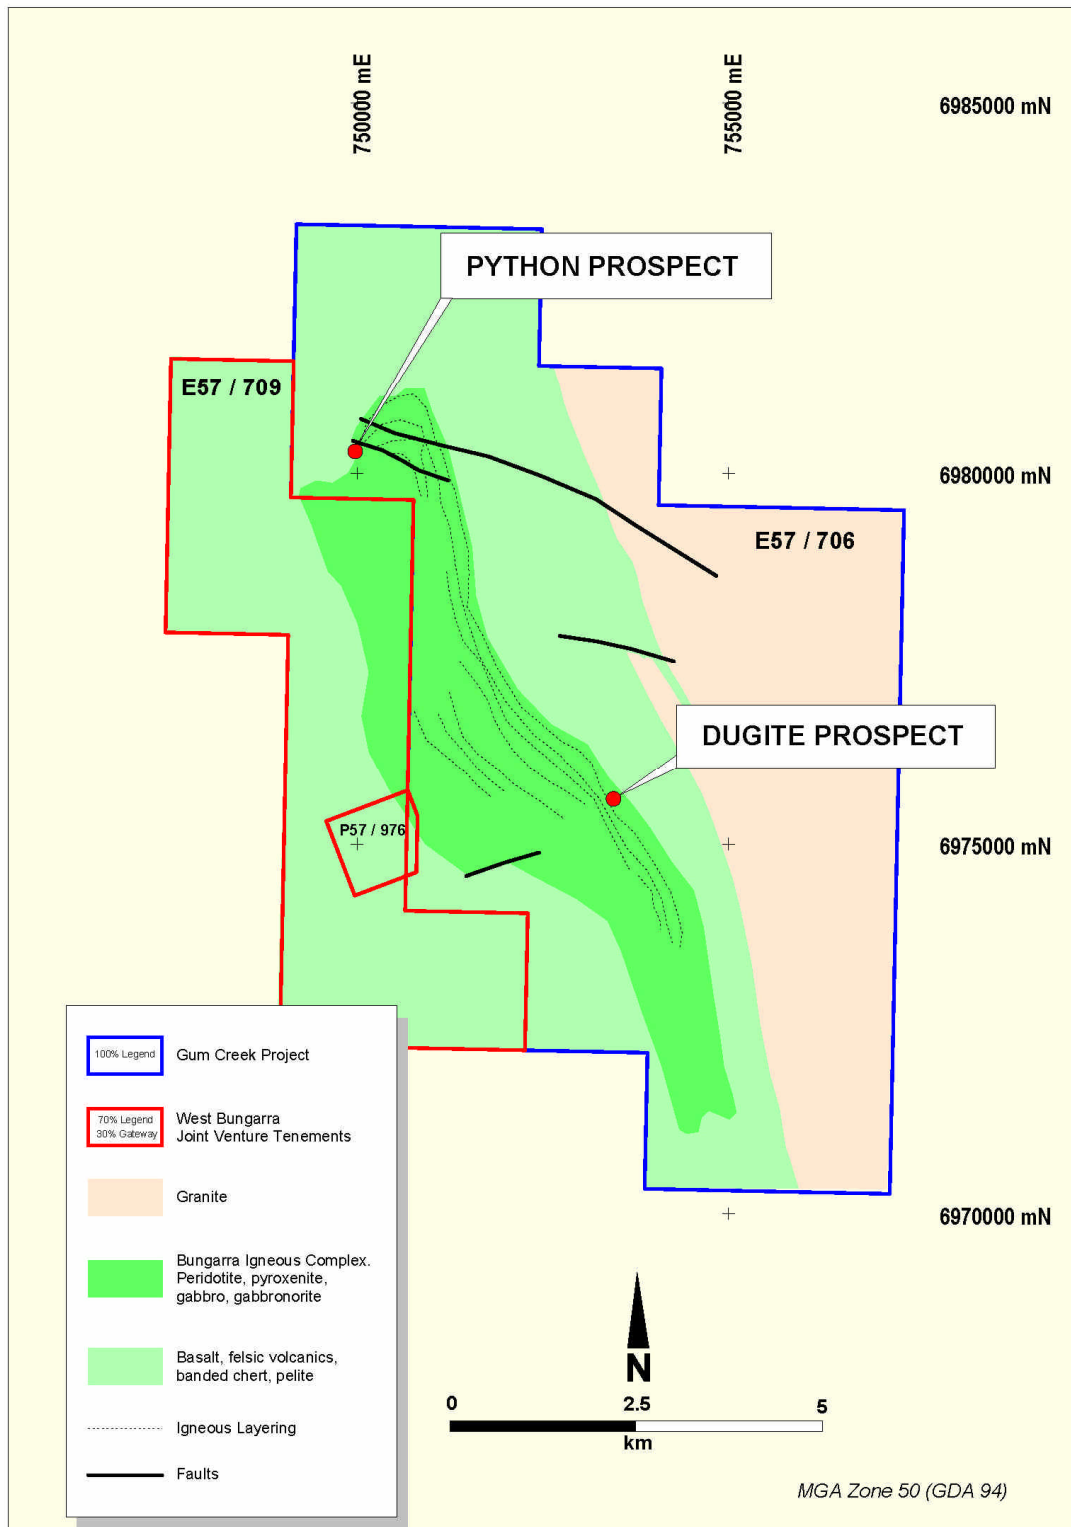 750000 mE
755000 mE
6985000 mN
PYTHON PROSPECT
E57 / 709
6980000 mN
E57 / 706
DUGITE PROSPECT
P57 / 976
6975000 mN
100% Legend
Gum Creek Project
70% Legend
30% Gateway
West Bungarra
Joint Venture Tenements
Granite
6970000 mN
Bungarra Igneous Complex.
Peridotite, pyroxenite,
gabbro, gabbronorite
Basalt, felsic volcanics,
banded chert, pelite
Igneous Layering
Faults
N
0 2.5 5
km
MGA Zone 50 (GDA 94)